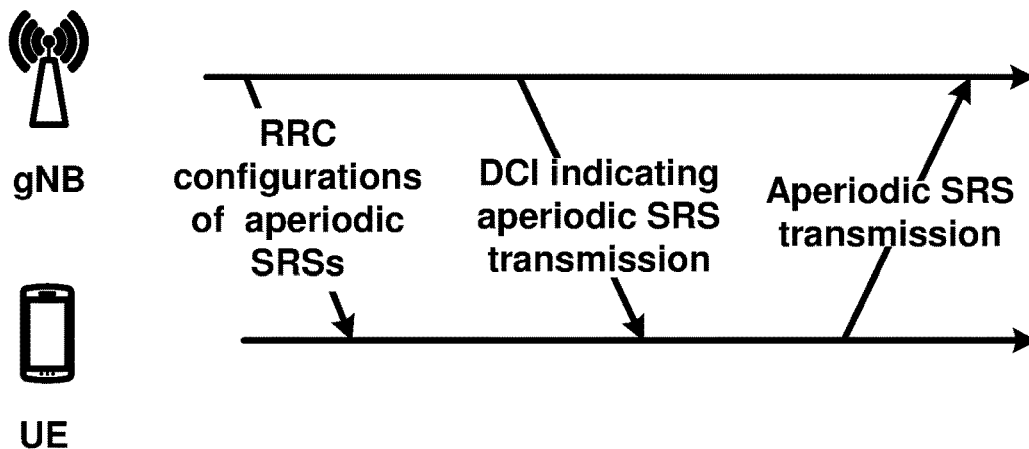 gNB
RRC
configurations
of aperiodic
SRSs
DCI indicating
aperiodic SRS
transmission
Aperiodic SRS
transmission
UE